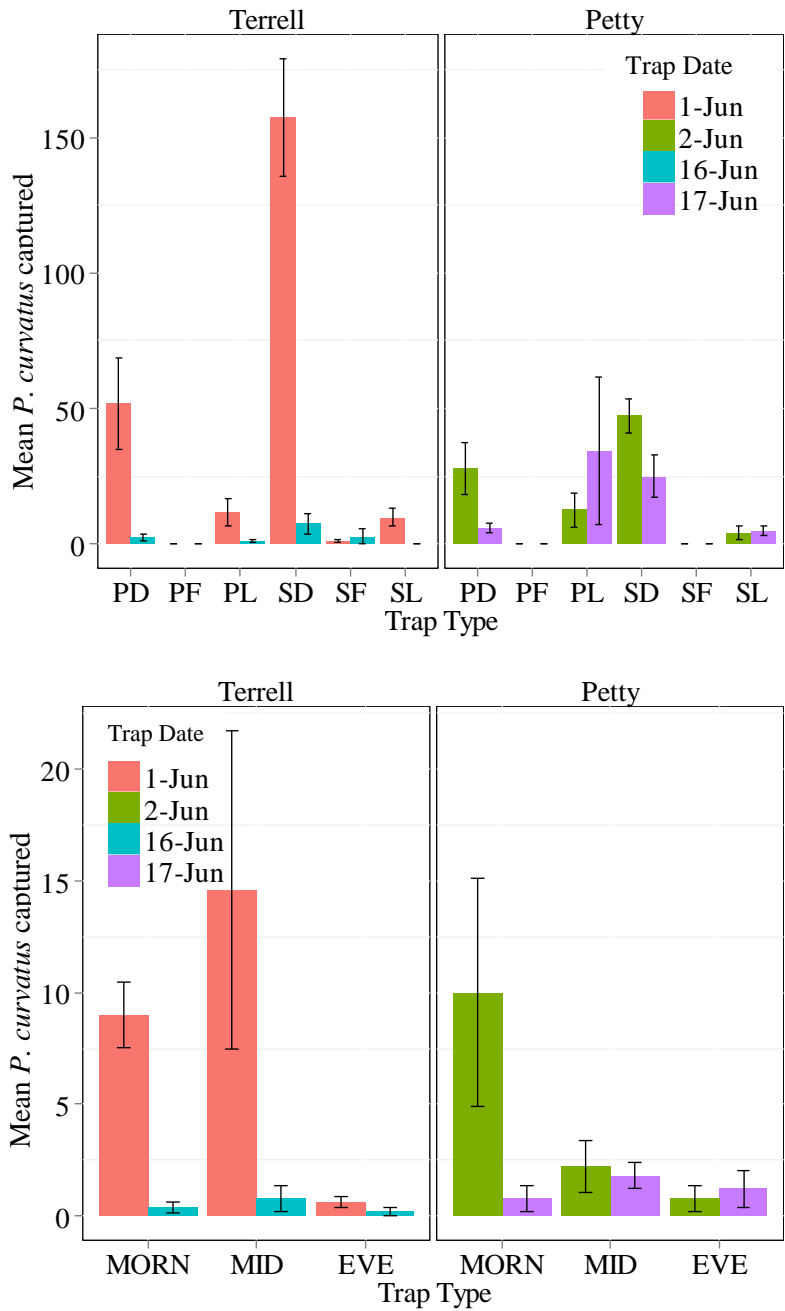 Terrell
Petty
Mean P. curvatus captured
150
100
50
0
Trap Date
1-Jun
2-Jun
16-Jun
17-Jun
PD PF PL SD SF SL
PD PF PL SD SF SL
Trap Type
Terrell
Petty
Mean P. curvatus captured
20
15
10
5
0
Trap Date
1-Jun
2-Jun
16-Jun
17-Jun
MORN MID EVE
MORN MID EVE
Trap Type